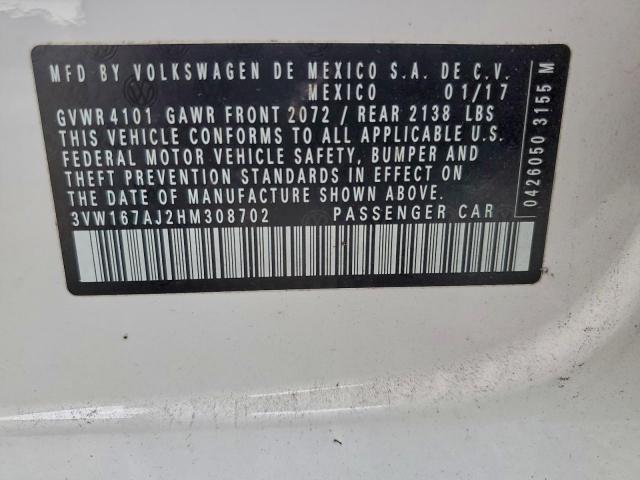 MFD BY VOLKSWAGEN DE MEXICO S.A. DE C.V.
MEXICO 01/17
GVWR 4101 GAWR FRONT 2072 / REAR 2138 LBS
THIS VEHICLE CONFORMS TO ALL APPLICABLE U.S.
FEDERAL MOTOR VEHICLE SAFETY, BUMPER AND
THEFT PREVENTION STANDARDS IN EFFECT ON
THE DATE OF MANUFACTURE SHOWN ABOVE.
3VW167AJ2HM308702 PASSENGER CAR
0426050 3155 M